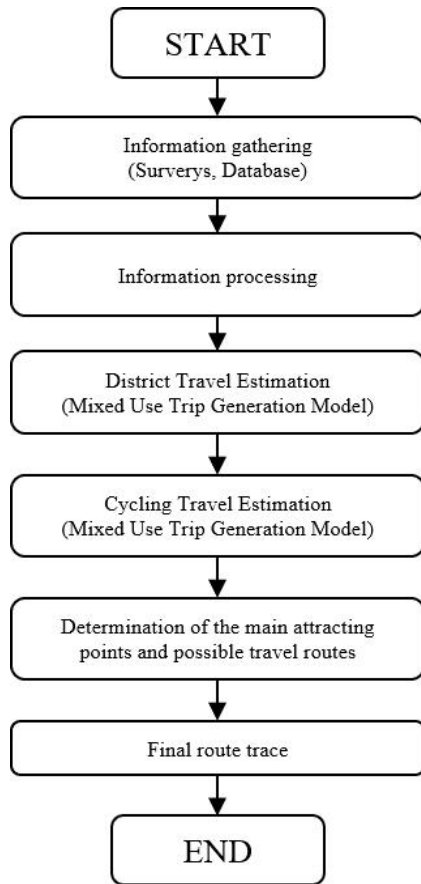 START
Information gathering
(Surverys, Database)
Information processing
District Travel Estimation
(Mixed Use Trip Generation Model)
Cycling Travel Estimation
(Mixed Use Trip Generation Model)
Determination of the main attracting
points and possible travel routes
Final route trace
END